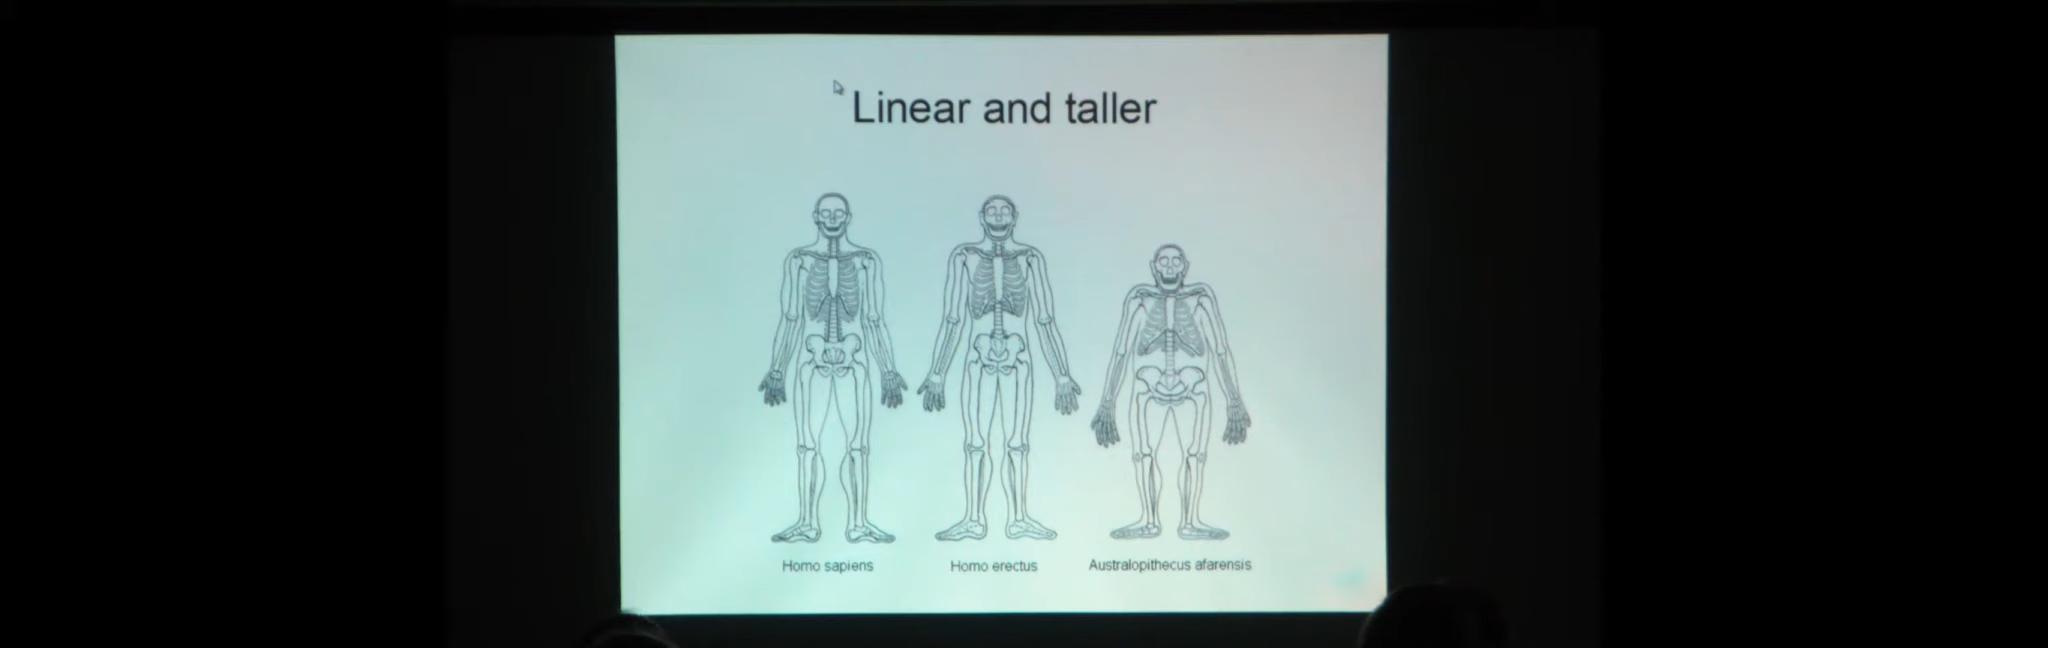 Linear and taller
Homo sapiens
Homo erectus
Australopithecus afarensis